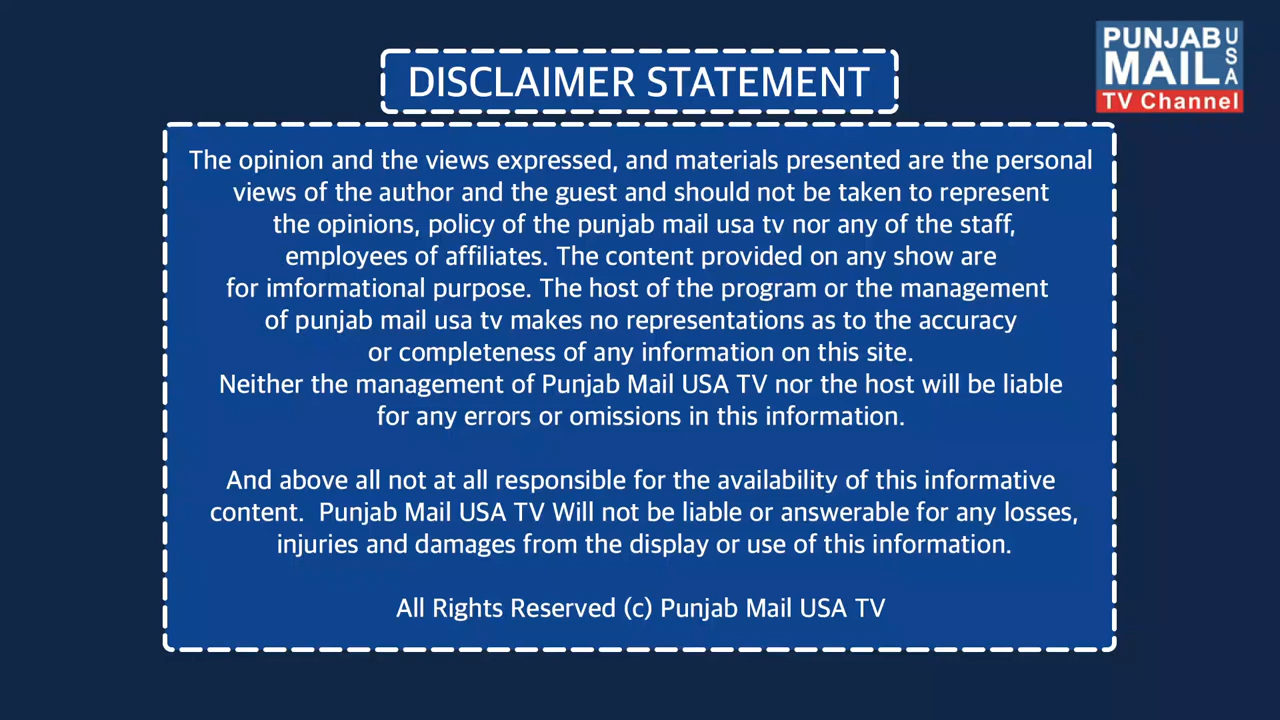 DISCLAIMER STATEMENT
PUNJAB USA
MAIL
TV Channel
The opinion and the views expressed, and materials presented are the personal
views of the author and the guest and should not be taken to represent
the opinions, policy of the punjab mail usa tv nor any of the staff,
employees of affiliates. The content provided on any show are
for imformational purpose. The host of the program or the management
of punjab mail usa tv makes no representations as to the accuracy
or completeness of any information on this site.
Neither the management of Punjab Mail USA TV nor the host will be liable
for any errors or omissions in this information.
And above all not at all responsible for the availability of this informative
content. Punjab Mail USA TV Will not be liable or answerable for any losses,
injuries and damages from the display or use of this information.
All Rights Reserved (c) Punjab Mail USA TV